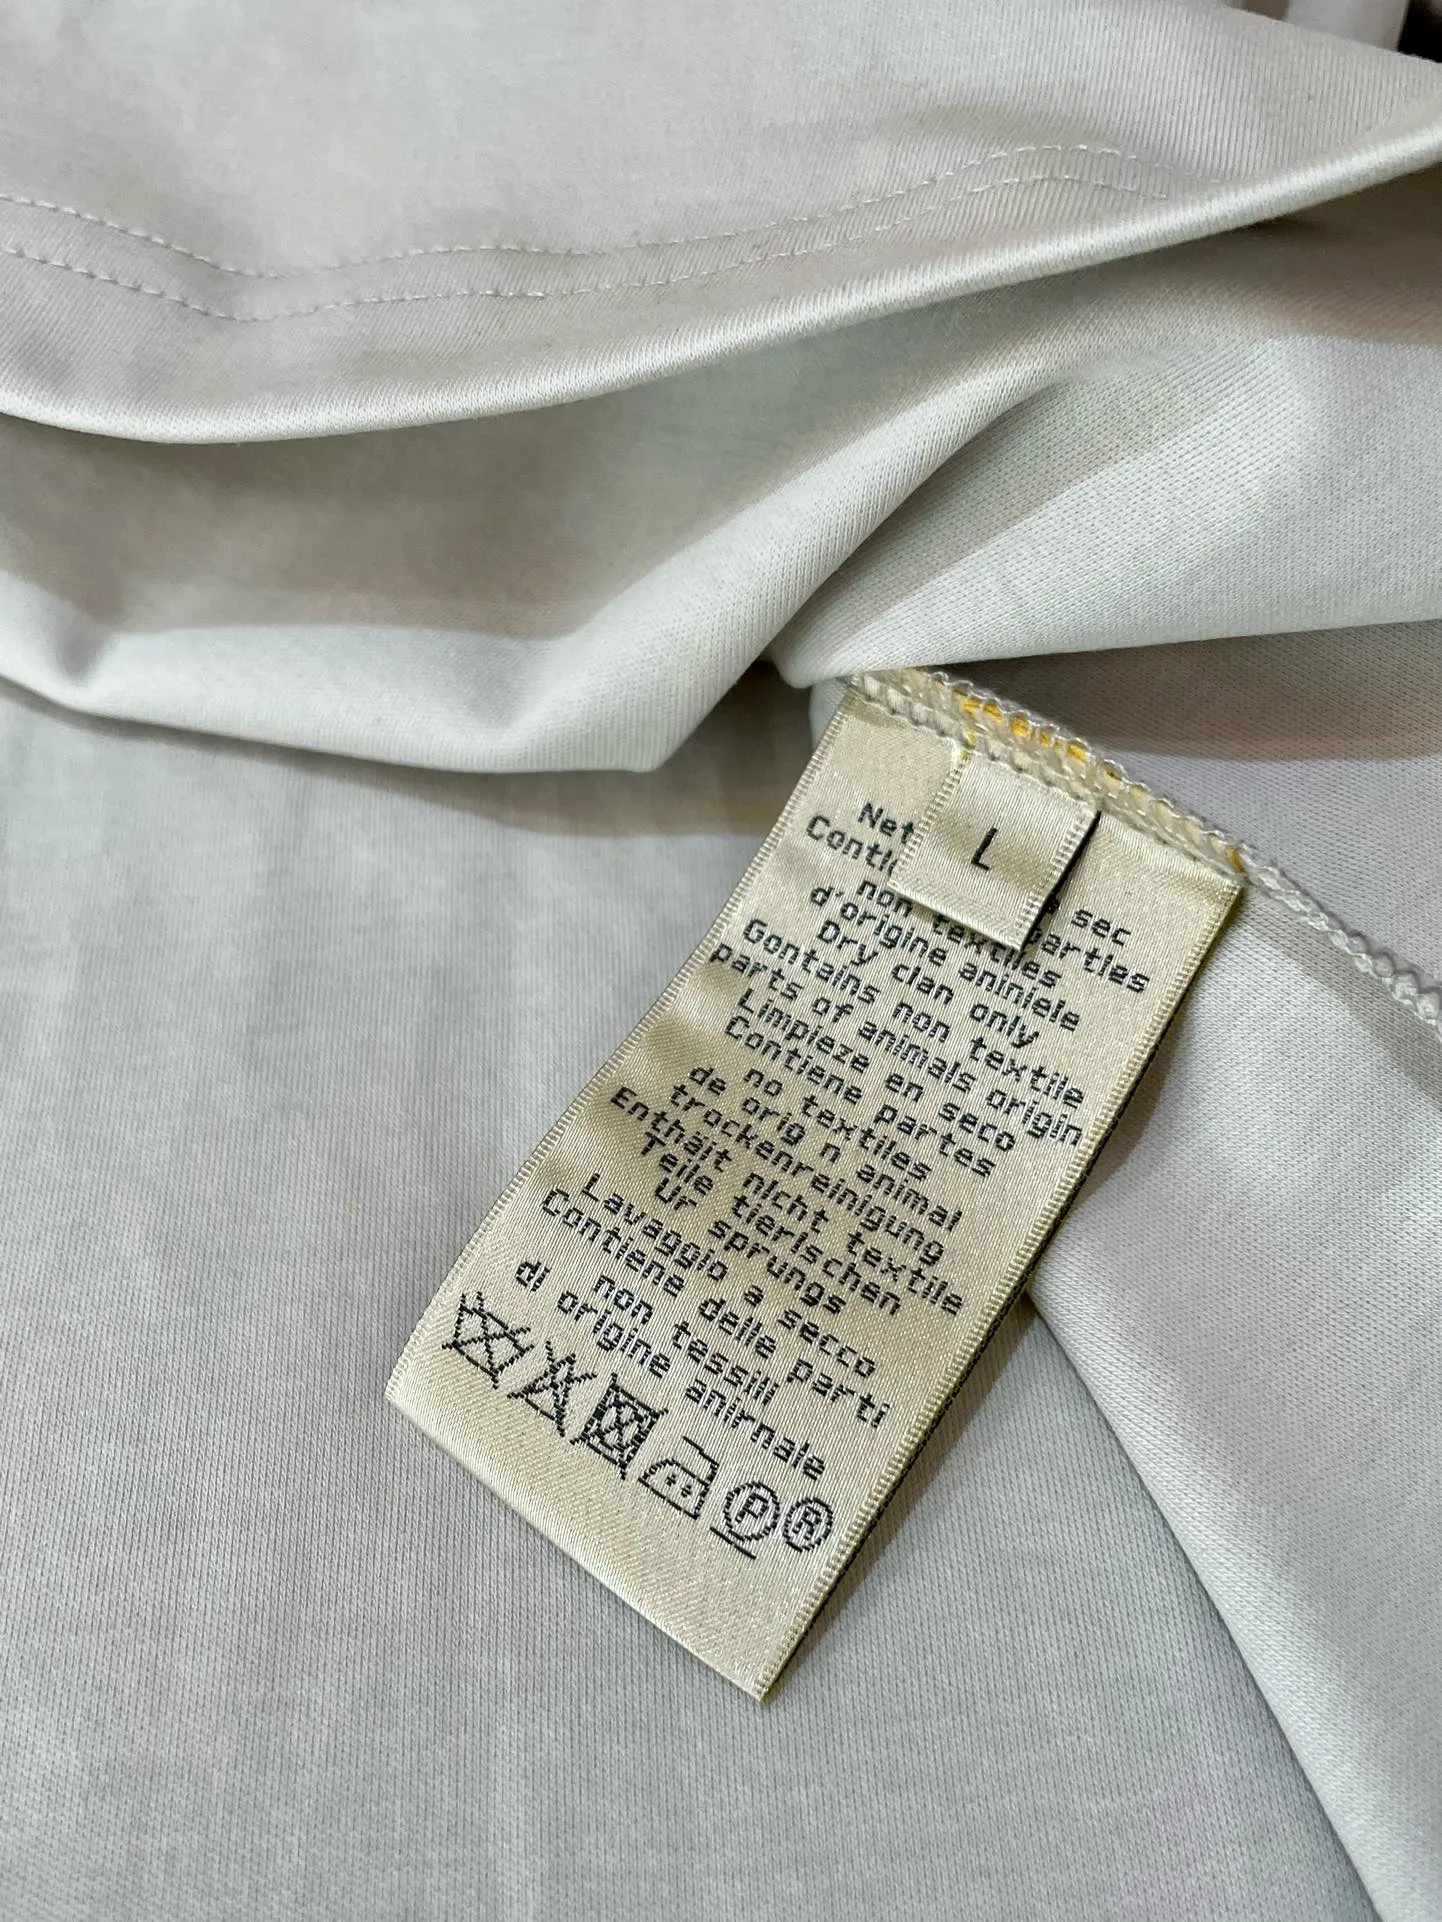 L
Net
sec
Conti
parties
non textiles
d'origine aniniele
Dry clan only
Gontains non textile
parts of animals origin
Limpieze en seco
Contiene partes
no textiles
de orig n animal
trockenreinigung
Enthäit nicht textile
Teile tierischen
Ur sprungs
Lavaggio a secco
Contiene delle parti
non tessili
di origine anirnale
P R